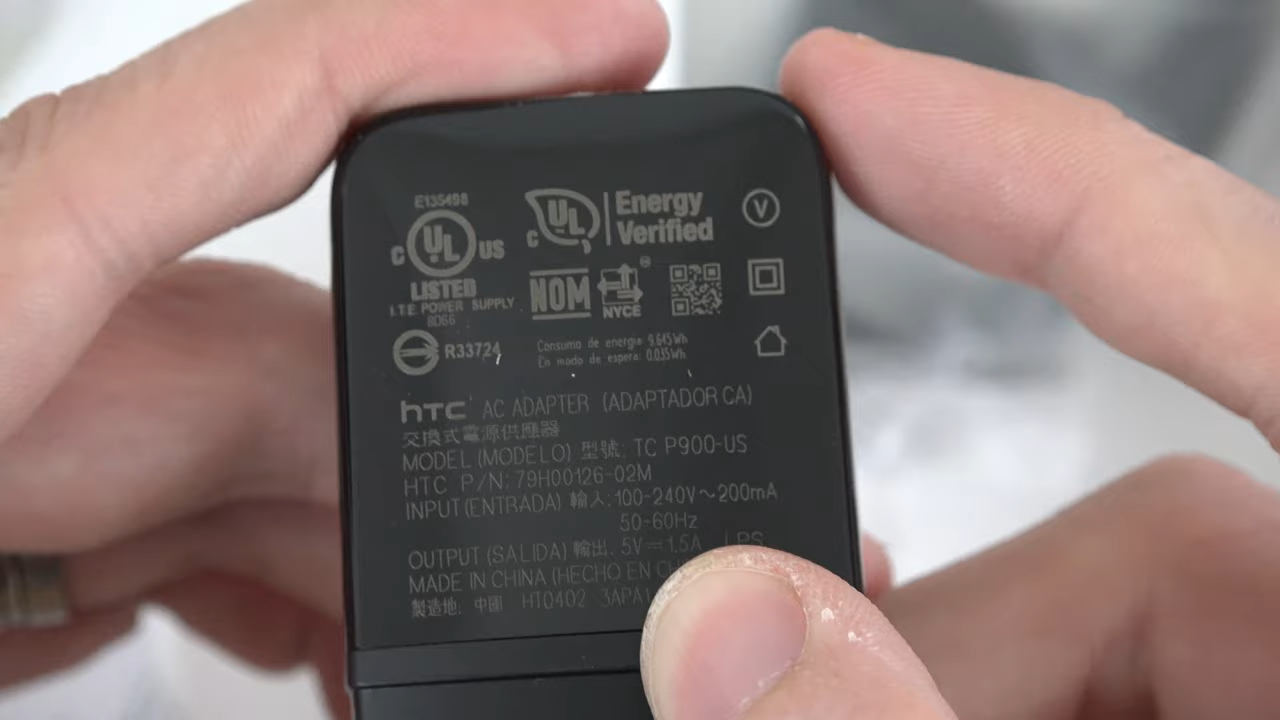 E135498
UL
C US
LISTED
I.T.E POWER SUPPLY
8D66
UL
C
Energy
Verified
V
NOM
NYCE
®
R33724
Consumo de energía: 9.645Wh
En modo de espera: 0.035Wh
hTC AC ADAPTER (ADAPTADOR CA)
交換式電源供應器
MODEL (MODELO) 型號: TC P900-US
HTC P/N: 79H00126-02M
INPUT (ENTRADA) 輸入: 100-240V~200mA
50-60Hz
OUTPUT (SALIDA) 輸出: 5V⎓1.5A LPS
MADE IN CHINA (HECHO EN
製造地: 中國 HT0402